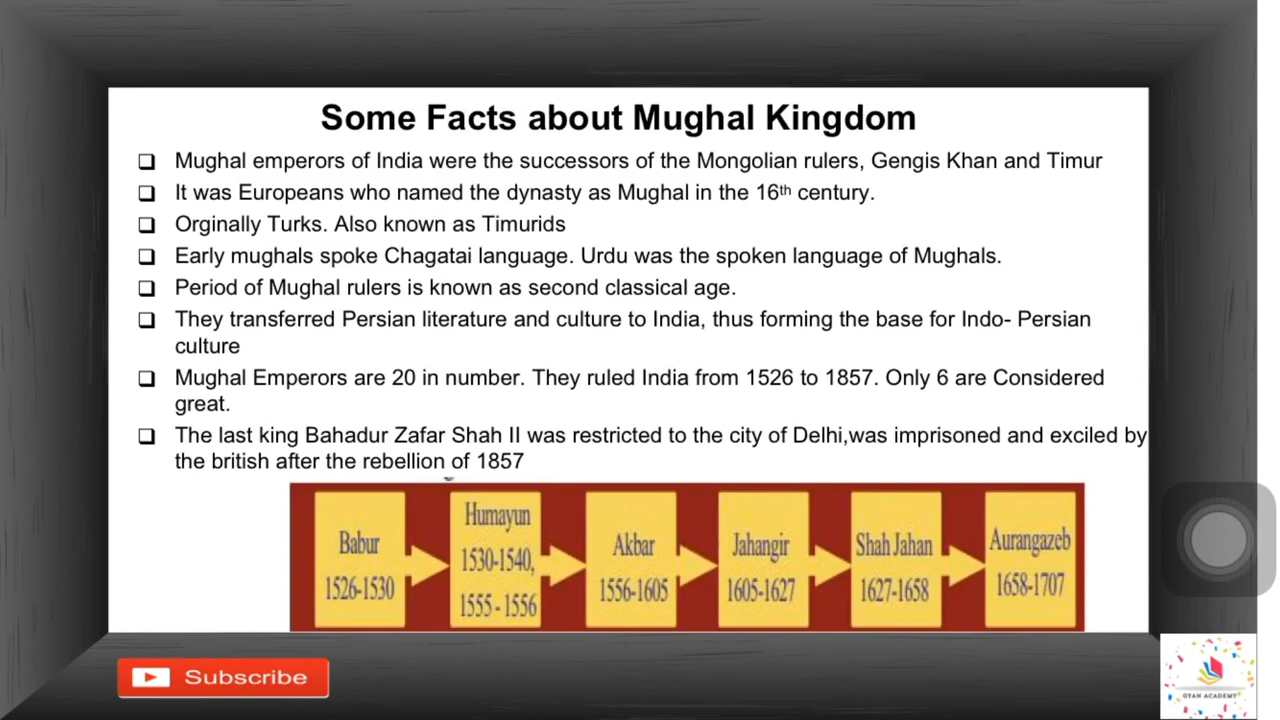 Some Facts about Mughal Kingdom
❑ Mughal emperors of India were the successors of the Mongolian rulers, Gengis Khan and Timur
❑ It was Europeans who named the dynasty as Mughal in the 16th century.
❑ Orginally Turks. Also known as Timurids
❑ Early mughals spoke Chagatai language. Urdu was the spoken language of Mughals.
❑ Period of Mughal rulers is known as second classical age.
❑ They transferred Persian literature and culture to India, thus forming the base for Indo- Persian
culture
❑ Mughal Emperors are 20 in number. They ruled India from 1526 to 1857. Only 6 are Considered
great.
❑ The last king Bahadur Zafar Shah II was restricted to the city of Delhi,was imprisoned and exciled by
the british after the rebellion of 1857
Babur
1526-1530
Humayun
1530-1540,
1555 - 1556
Akbar
1556-1605
Jahangir
1605-1627
Shah Jahan
1627-1658
Aurangazeb
1658-1707
Subscribe
GYAN ACADEMY